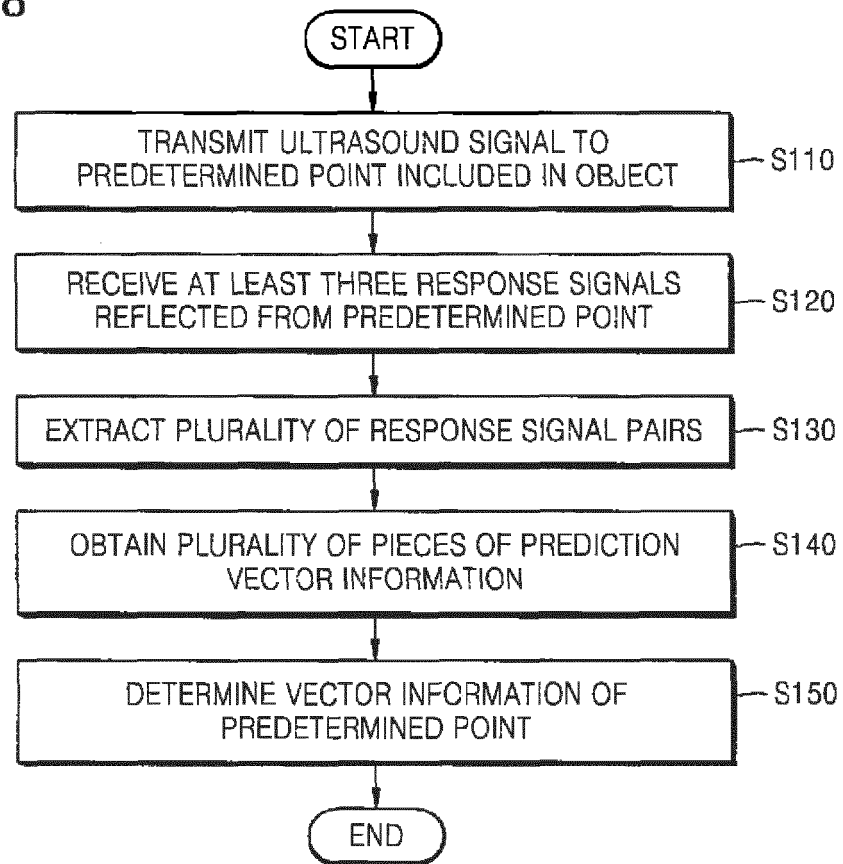 START
TRANSMIT ULTRASOUND SIGNAL TO
PREDETERMINED POINT INCLUDED IN OBJECT
S110
RECEIVE AT LEAST THREE RESPONSE SIGNALS
REFLECTED FROM PREDETERMINED POINT
S120
EXTRACT PLURALITY OF RESPONSE SIGNAL PAIRS
S130
OBTAIN PLURALITY OF PIECES OF PREDICTION
VECTOR INFORMATION
S140
DETERMINE VECTOR INFORMATION OF
PREDETERMINED POINT
S150
END